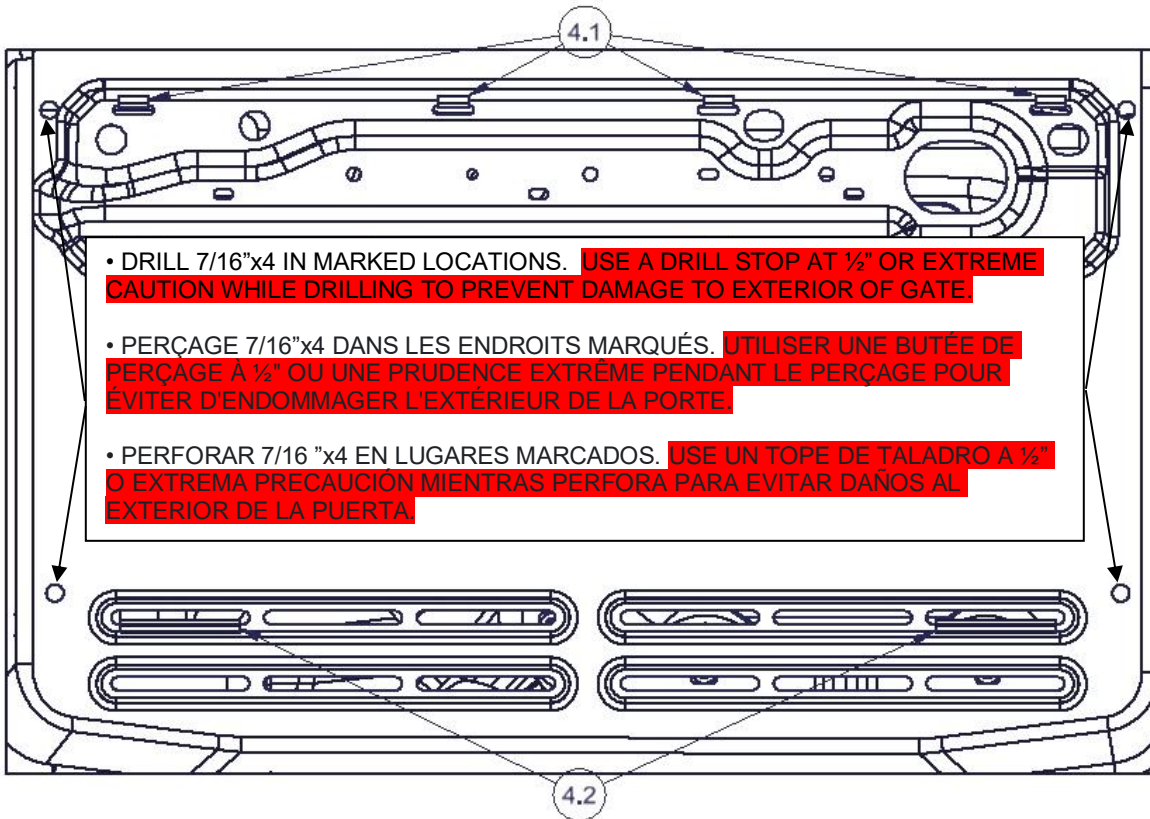 4.1
• DRILL 7/16”x4 IN MARKED LOCATIONS. USE A DRILL STOP AT ½" OR EXTREME
CAUTION WHILE DRILLING TO PREVENT DAMAGE TO EXTERIOR OF GATE.
• PERÇAGE 7/16”x4 DANS LES ENDROITS MARQUÉS. UTILISER UNE BUTÉE DE
PERÇAGE À ½" OU UNE PRUDENCE EXTRÊME PENDANT LE PERÇAGE POUR
ÉVITER D'ENDOMMAGER L'EXTÉRIEUR DE LA PORTE.
• PERFORAR 7/16 ”x4 EN LUGARES MARCADOS. USE UN TOPE DE TALADRO A ½"
O EXTREMA PRECAUCIÓN MIENTRAS PERFORA PARA EVITAR DAÑOS AL
EXTERIOR DE LA PUERTA.
4.2